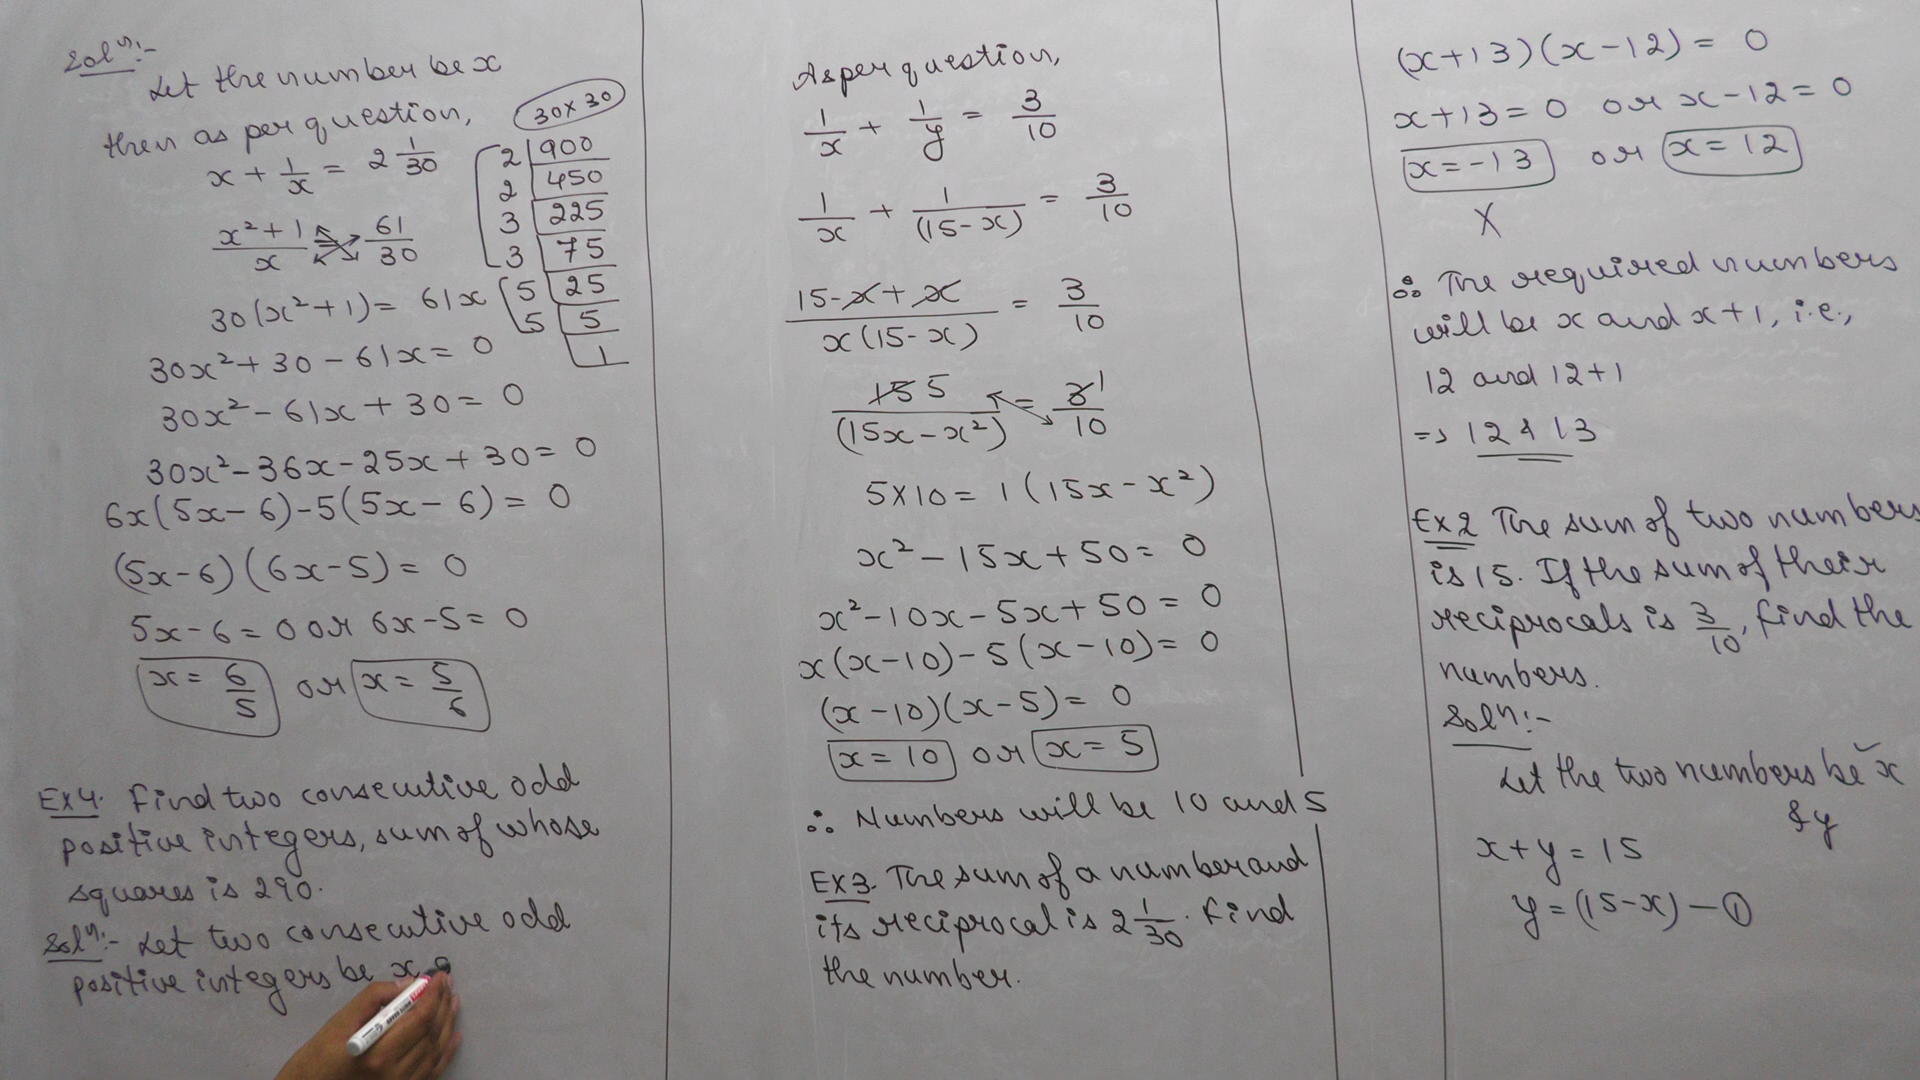 Solⁿ:-
Let the number be x
then as per question,
x + 1/x = 2 1/30
(x² + 1)/x = 61/30
30(x² + 1) = 61x
30x² + 30 - 61x = 0
30x² - 61x + 30 = 0
30x² - 36x - 25x + 30 = 0
6x(5x - 6) - 5(5x - 6) = 0
(5x - 6)(6x - 5) = 0
5x - 6 = 0 or 6x - 5 = 0
x = 6/5 or x = 5/6
30 × 30
2 | 900
2 | 450
3 | 225
3 | 75
5 | 25
5 | 5
1
Ex 4. Find two consecutive odd
positive integers, sum of whose
squares is 290.
Solⁿ:- Let two consecutive odd
positive integers be x
As per question,
1/x + 1/y = 3/10
1/x + 1/(15 - x) = 3/10
(15 - x + x)/(x(15 - x)) = 3/10
15 5/(15x - x²) = 3 1/10
5 × 10 = 1(15x - x²)
x² - 15x + 50 = 0
x² - 10x - 5x + 50 = 0
x(x - 10) - 5(x - 10) = 0
(x - 10)(x - 5) = 0
x = 10 or x = 5
∴ Numbers will be 10 and 5
Ex 3. The sum of a number and
its reciprocal is 2 1/30. Find
the number.
(x + 13)(x - 12) = 0
x + 13 = 0 or x - 12 = 0
x = -13 or x = 12
X
∴ The required numbers
will be x and x + 1, i.e.,
12 and 12 + 1
⇒ 12 & 13
Ex 2 The sum of two numbers
is 15. If the sum of their
reciprocals is 3/10, find the
numbers.
Solⁿ:-
Let the two numbers be x
& y
x + y = 15
y = (15 - x) — ①